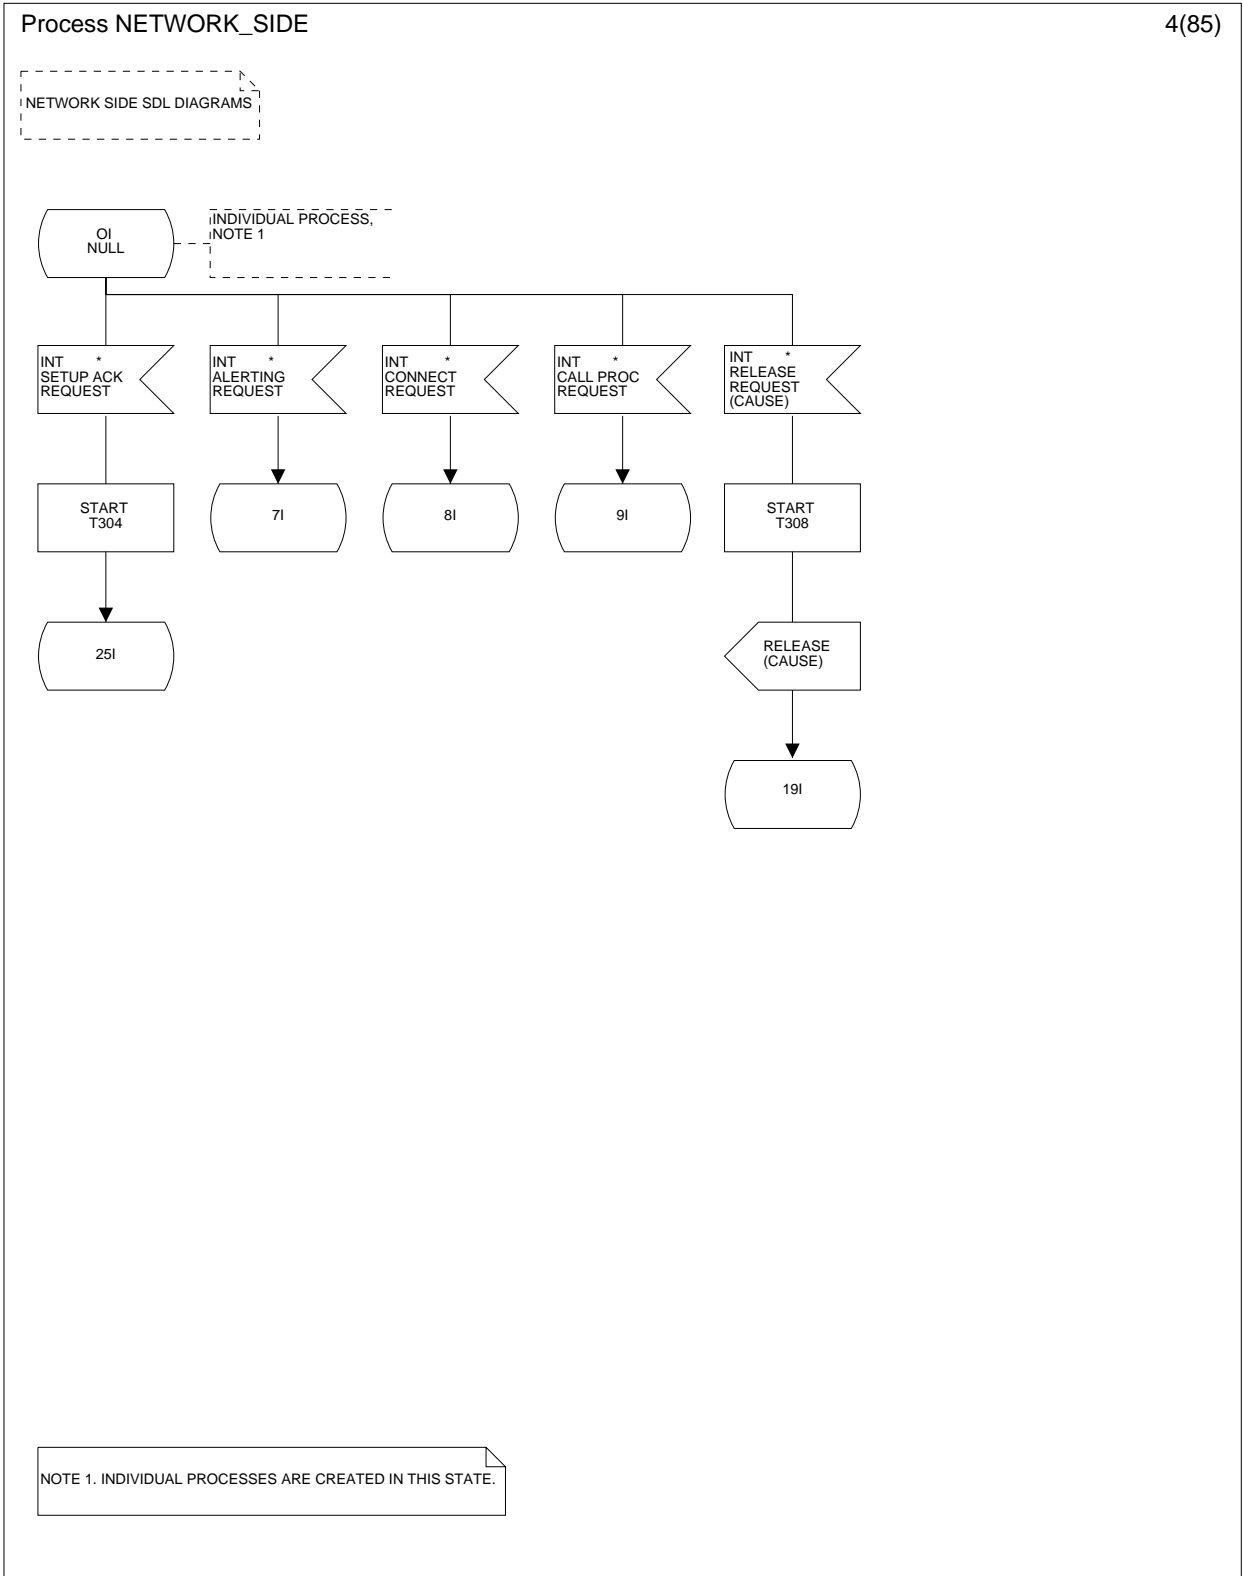 Process NETWORK_SIDE
4(85)
NETWORK SIDE SDL DIAGRAMS
OI
NULL
INDIVIDUAL PROCESS,
NOTE 1
INT *
SETUP ACK
REQUEST
INT *
ALERTING
REQUEST
INT *
CONNECT
REQUEST
INT *
CALL PROC
REQUEST
INT *
RELEASE
REQUEST
(CAUSE)
START
T304
7I
8I
9I
START
T308
25I
RELEASE
(CAUSE)
19I
NOTE 1. INDIVIDUAL PROCESSES ARE CREATED IN THIS STATE.